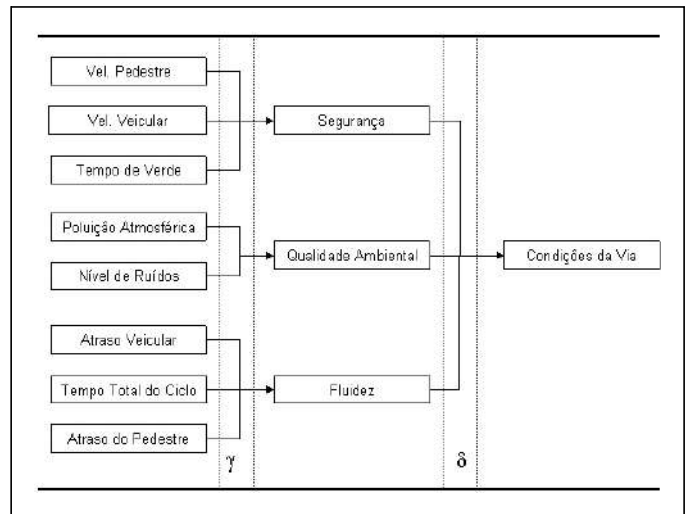 Vel. Pedestre
Vel. Veicular
Tempo de Verde
Poluição Atmosférica
Nível de Ruídos
Atraso Veicular
Tempo Total do Ciclo
Atraso do Pedestre
γ
Segurança
Qualidade Ambiental
Fluidez
δ
Condições da Via